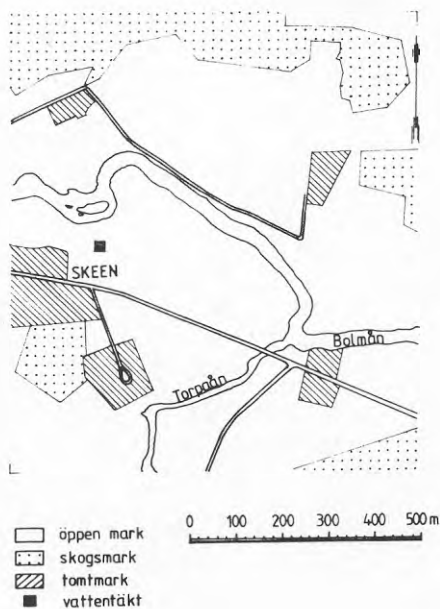 SKEEN
Bolmån
Torpaån
öppen mark
skogsmark
tomtmark
vattentäkt
0 100 200 300 400 500 m